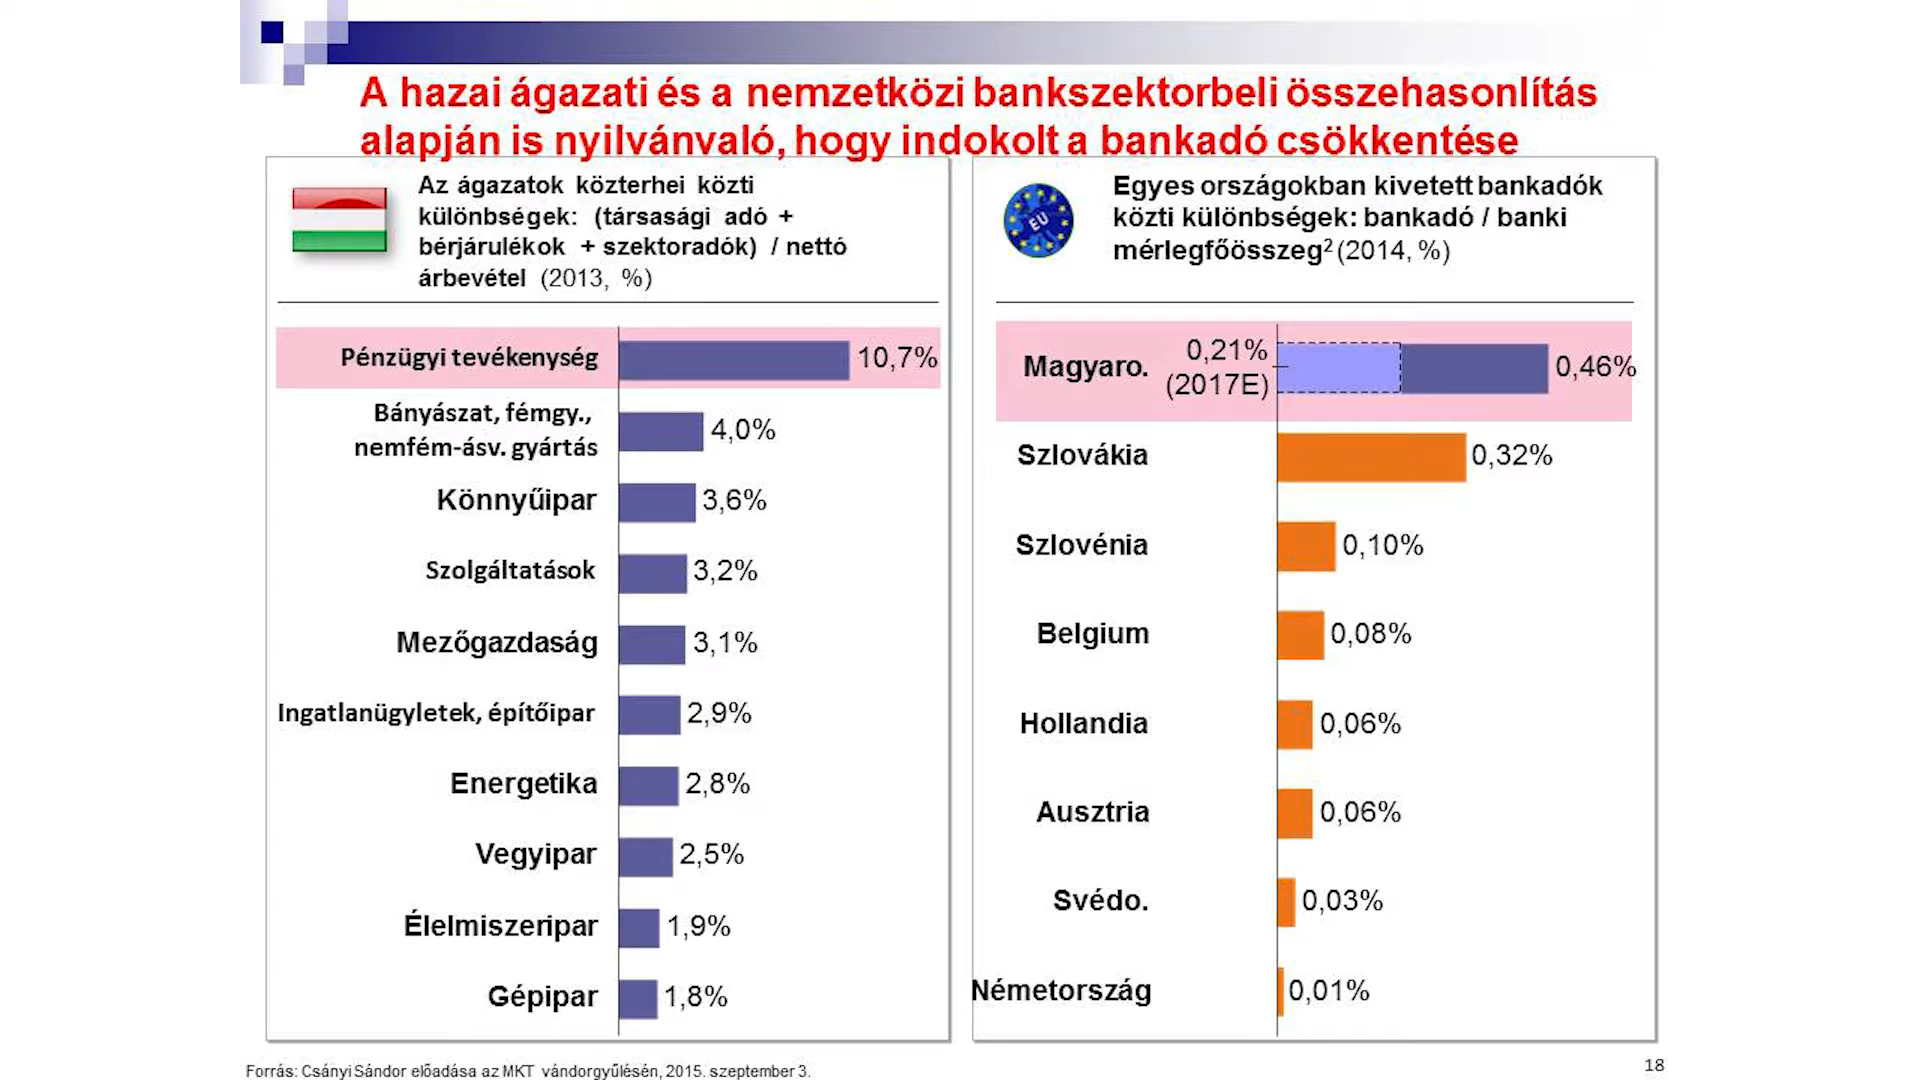 A hazai ágazati és a nemzetközi bankszektorbeli összehasonlítás
alapján is nyilvánvaló, hogy indokolt a bankadó csökkentése
Az ágazatok közterhei közti
különbségek: (társasági adó +
bérjárulékok + szektoradók) / nettó
árbevétel (2013, %)
Pénzügyi tevékenység 10,7%
Bányászat, fémgy.,
nemfém-ásv. gyártás 4,0%
Könnyűipar 3,6%
Szolgáltatások 3,2%
Mezőgazdaság 3,1%
Ingatlanügyletek, építőipar 2,9%
Energetika 2,8%
Vegyipar 2,5%
Élelmiszeripar 1,9%
Gépipar 1,8%
EU
Egyes országokban kivetett bankadók
közti különbségek: bankadó / banki
mérlegfőösszeg² (2014, %)
Magyaro. 0,21%
(2017E) 0,46%
Szlovákia 0,32%
Szlovénia 0,10%
Belgium 0,08%
Hollandia 0,06%
Ausztria 0,06%
Svédo. 0,03%
Németország 0,01%
Forrás: Csányi Sándor előadása az MKT vándorgyűlésén, 2015. szeptember 3.
18